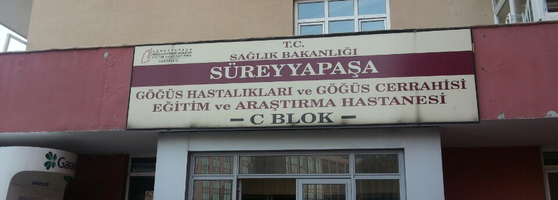 T.C.
SAĞLIK BAKANLIĞI
SÜREYYAPAŞA
GÖĞÜS HASTALIKLARI ve GÖĞÜS CERRAHİSİ
EĞİTİM ve ARAŞTIRMA HASTANESİ
- C BLOK -